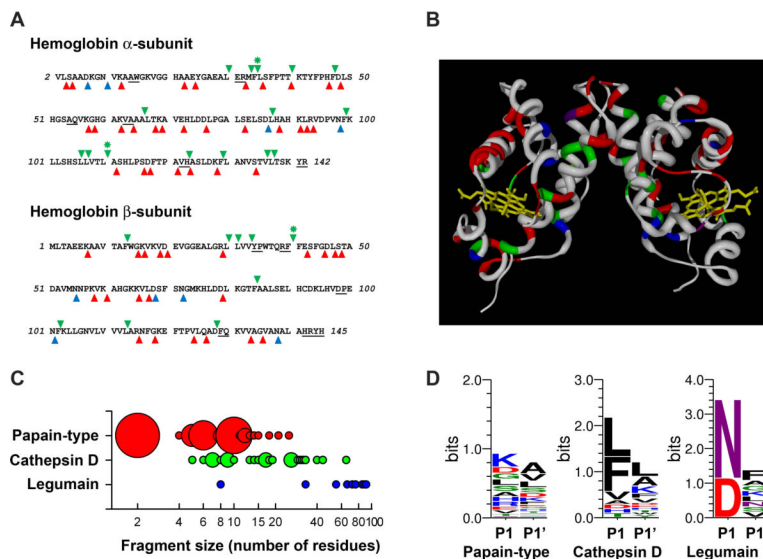 A
Hemoglobin α-subunit
2 VLSAADKGN VKAAWGKVGG HAAEYGAEAL ERMFLSFPTT KTYFPHFDLS 50
51 HGSAQVKGHG AKVAAALTKA VEHLDDLPGA LSELSDLHAH KLRVDPVNFK 100
101 LLSHSLLVTL ASHLPSDFTP AVHASLDKFL ANVSTVLTSK YR 142
Hemoglobin β-subunit
1 MLTAEEKAAV TAFWGKVKVD EVGGEALGRL LVVYPWTQRF FESFGDLSTA 50
51 DAVMNNPKVK AHGKKVLDSF SNGMKHLDDL KGTFAALSEL HCDKLHVDPE 100
101 NFKLLGNVLV VVLARNFGKE FTPVLQADFQ KVVAGVANAL AHRYH 145
B
C
Papain-type
Cathepsin D
Legumain
2 4 6 8 10 15 20 40 60 80 100
Fragment size (number of residues)
D
2.0
1.0
0.0
bits
P1 P1'
Papain-type
3.0
2.0
1.0
0.0
bits
P1 P1'
Cathepsin D
4.0
3.0
2.0
1.0
0.0
bits
P1
Legumain